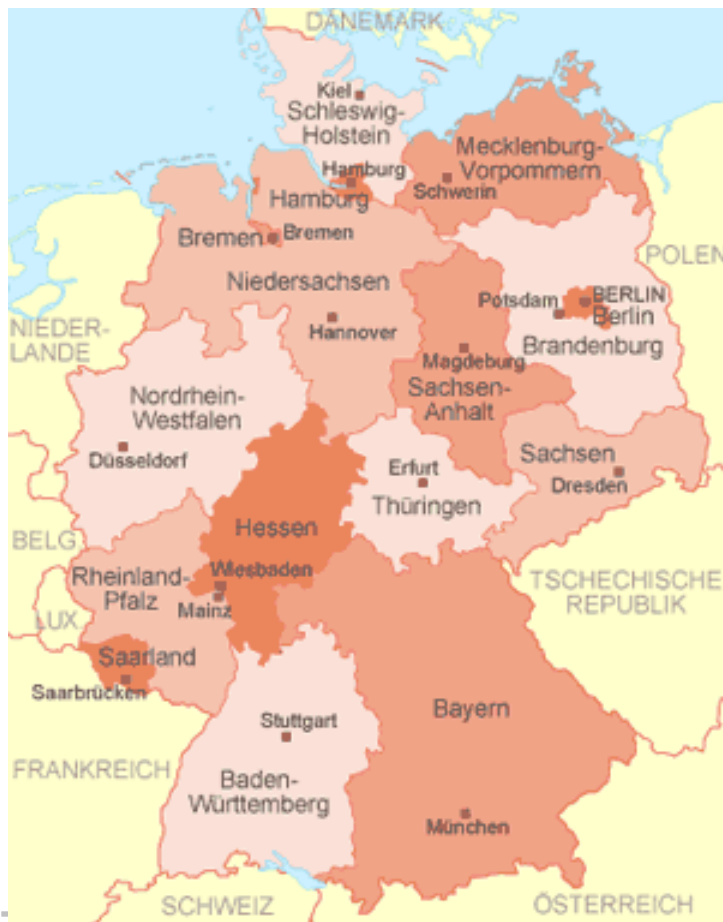 DÄNEMARK
Kiel
Schleswig-
Holstein
Mecklenburg-
Vorpommern
Hamburg
Hamburg
Schwerin
Bremen
Bremen
POLEN
Niedersachsen
Potsdam
BERLIN
Berlin
NIEDER-
LANDE
Hannover
Brandenburg
Magdeburg
Sachsen-
Anhalt
Nordrhein-
Westfalen
Düsseldorf
Sachsen
Dresden
Erfurt
Thüringen
Hessen
BELG.
Rheinland-
Pfalz
Wiesbaden
Mainz
TSCHECHISCHE
REPUBLIK
LUX.
Saarland
Saarbrücken
Bayern
Stuttgart
FRANKREICH
Baden-
Württemberg
München
SCHWEIZ
ÖSTERREICH